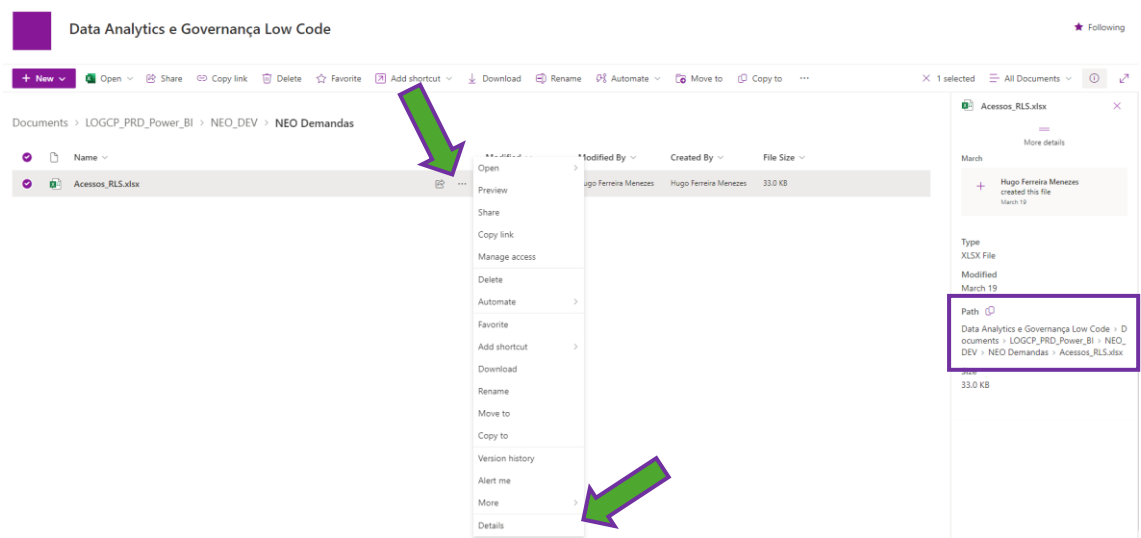 Data Analytics e Governança Low Code
Following
+ New
Open
Share
Copy link
Delete
Favorite
Add shortcut
Download
Rename
Automate
Move to
Copy to
...
1 selected
All Documents
Documents > LOGCP_PRD_Power_BI > NEO_DEV > NEO Demandas
Name
Modified
Modified By
Created By
File Size
Acessos_RLS.xlsx
...
ugo Ferreira Menezes
Hugo Ferreira Menezes
33.0 KB
Open
Preview
Share
Copy link
Manage access
Delete
Automate
Favorite
Add shortcut
Download
Rename
Move to
Copy to
Version history
Alert me
More
Details
Acessos_RLS.xlsx
More details
March
Hugo Ferreira Menezes
created this file
March 19
Type
XLSX File
Modified
March 19
Path
Data Analytics e Governança Low Code > D
ocuments > LOGCP_PRD_Power_BI > NEO_
DEV > NEO Demandas > Acessos_RLS.xlsx
Size
33.0 KB